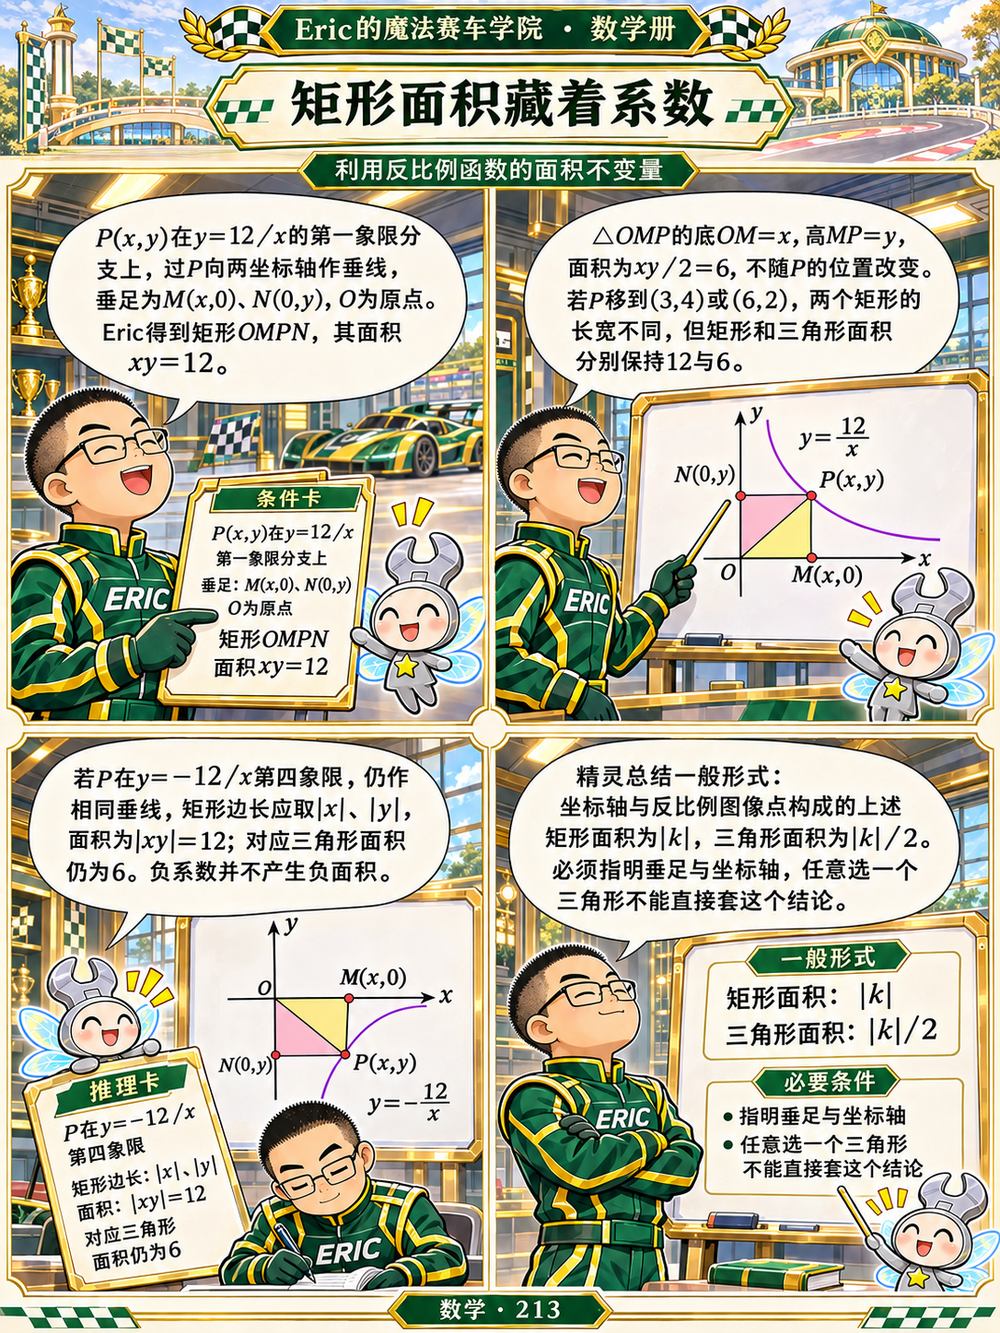 Eric的魔法赛车学院 · 数学册
矩形面积藏着系数
利用反比例函数的面积不变量
P(x,y)在y=12/x的第一象限分
支上，过P向两坐标轴作垂线，
垂足为M(x,0)、N(0,y)，O为原点。
Eric得到矩形OMPN，其面积
xy=12。
条件卡
P(x,y)在y=12/x
第一象限分支上
垂足：M(x,0)、N(0,y)
O为原点
矩形OMPN
面积xy=12
ERIC
△OMP的底OM=x，高MP=y，
面积为xy/2=6，不随P的位置改变。
若P移到(3,4)或(6,2)，两个矩形的
长宽不同，但矩形和三角形面积
分别保持12与6。
y
y=12/x
N(0,y)
P(x,y)
O
M(x,0)
x
ERIC
若P在y=−12/x第四象限，仍作
相同垂线，矩形边长应取|x|、|y|，
面积为|xy|=12；对应三角形面积
仍为6。负系数并不产生负面积。
y
O
M(x,0)
x
N(0,y)
P(x,y)
y=−12/x
推理卡
P在y=−12/x
第四象限
矩形边长：|x|、|y|
面积：|xy|=12
对应三角形
面积仍为6
ERIC
精灵总结一般形式：
坐标轴与反比例图像点构成的上述
矩形面积为|k|，三角形面积为|k|/2。
必须指明垂足与坐标轴，任意选一个
三角形不能直接套这个结论。
一般形式
矩形面积：|k|
三角形面积：|k|/2
必要条件
• 指明垂足与坐标轴
• 任意选一个三角形
不能直接套这个结论
ERIC
数学 · 213